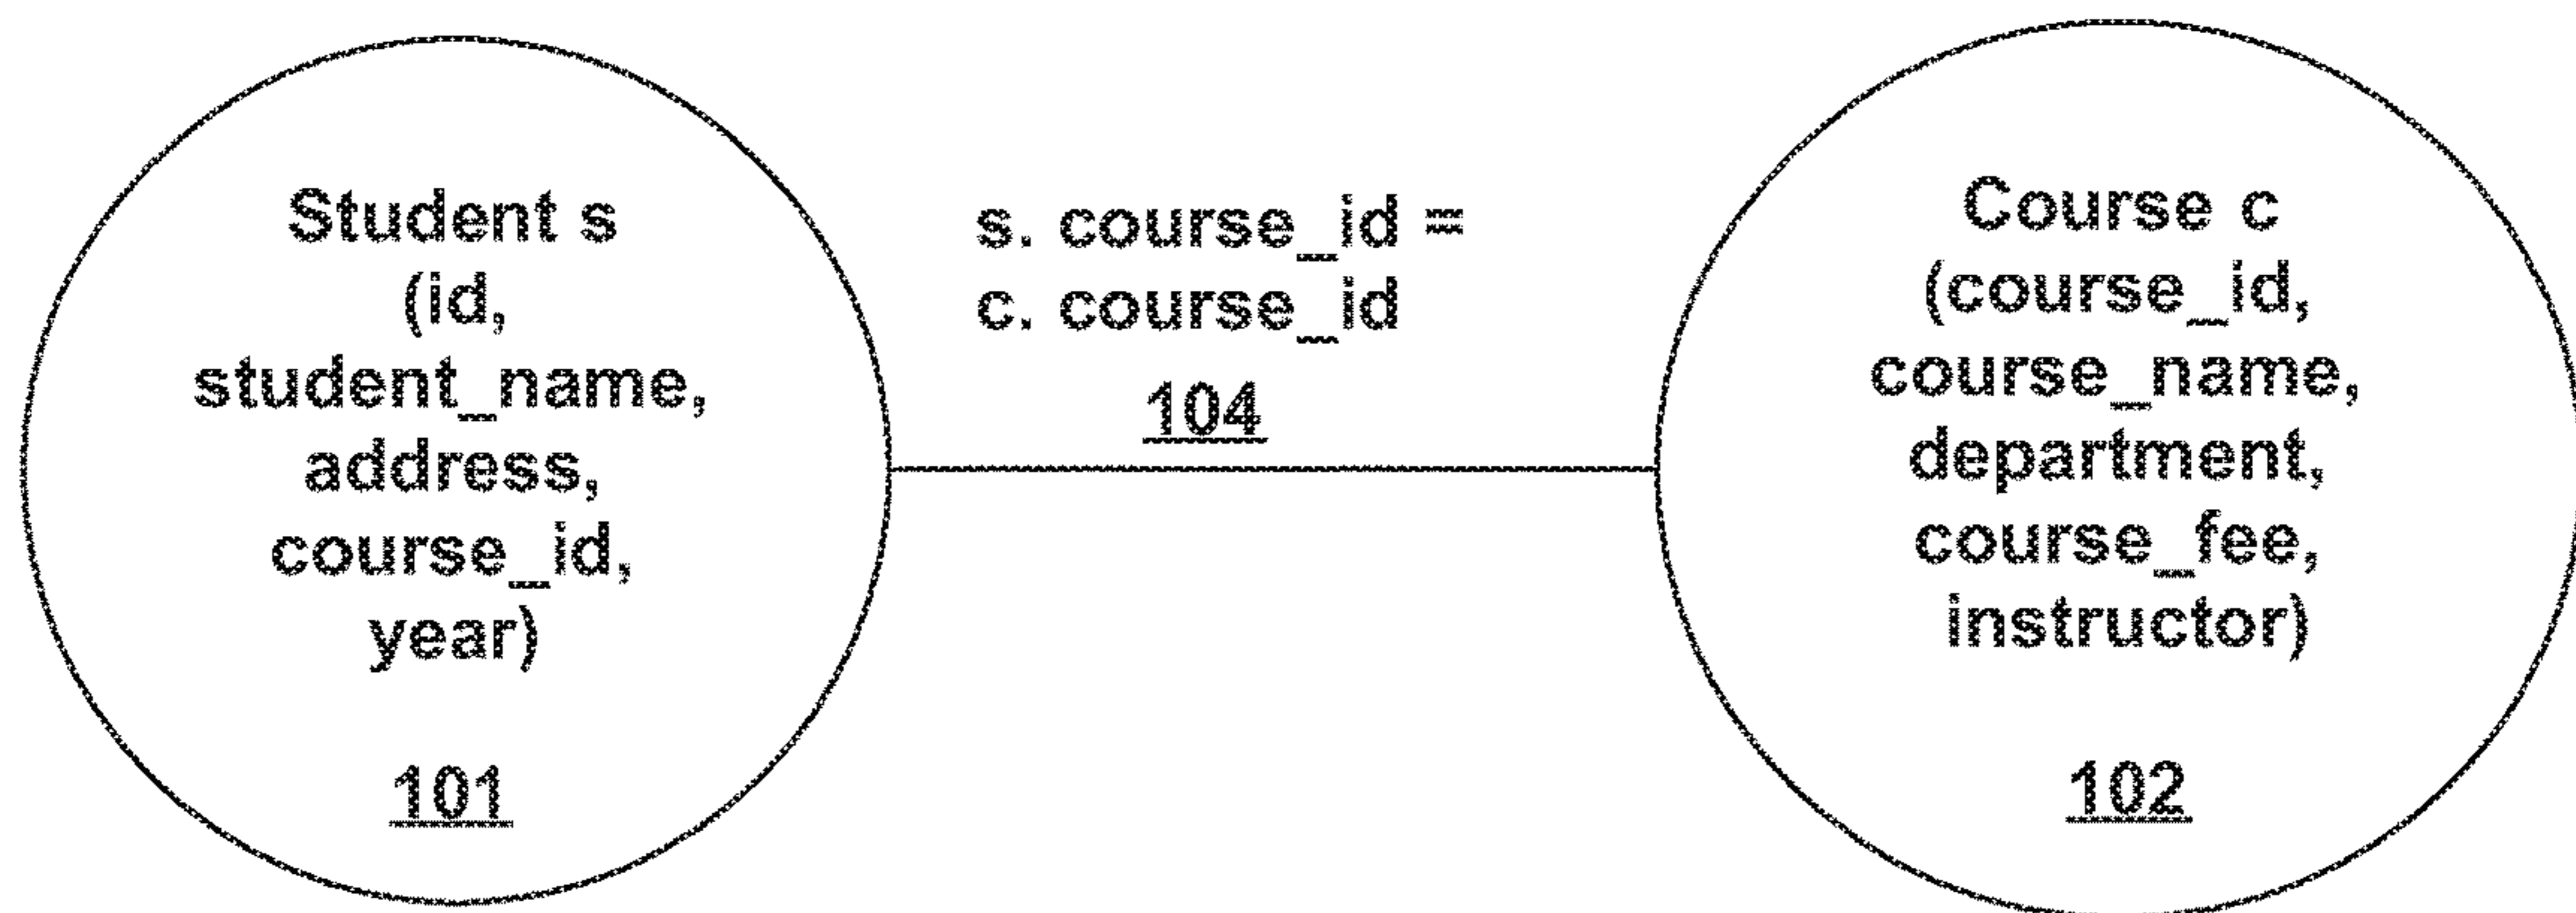 Student s
(id,
student_name,
address,
course_id,
year)
101
s. course_id =
c. course_id
104
Course c
(course_id,
course_name,
department,
course_fee,
instructor)
102